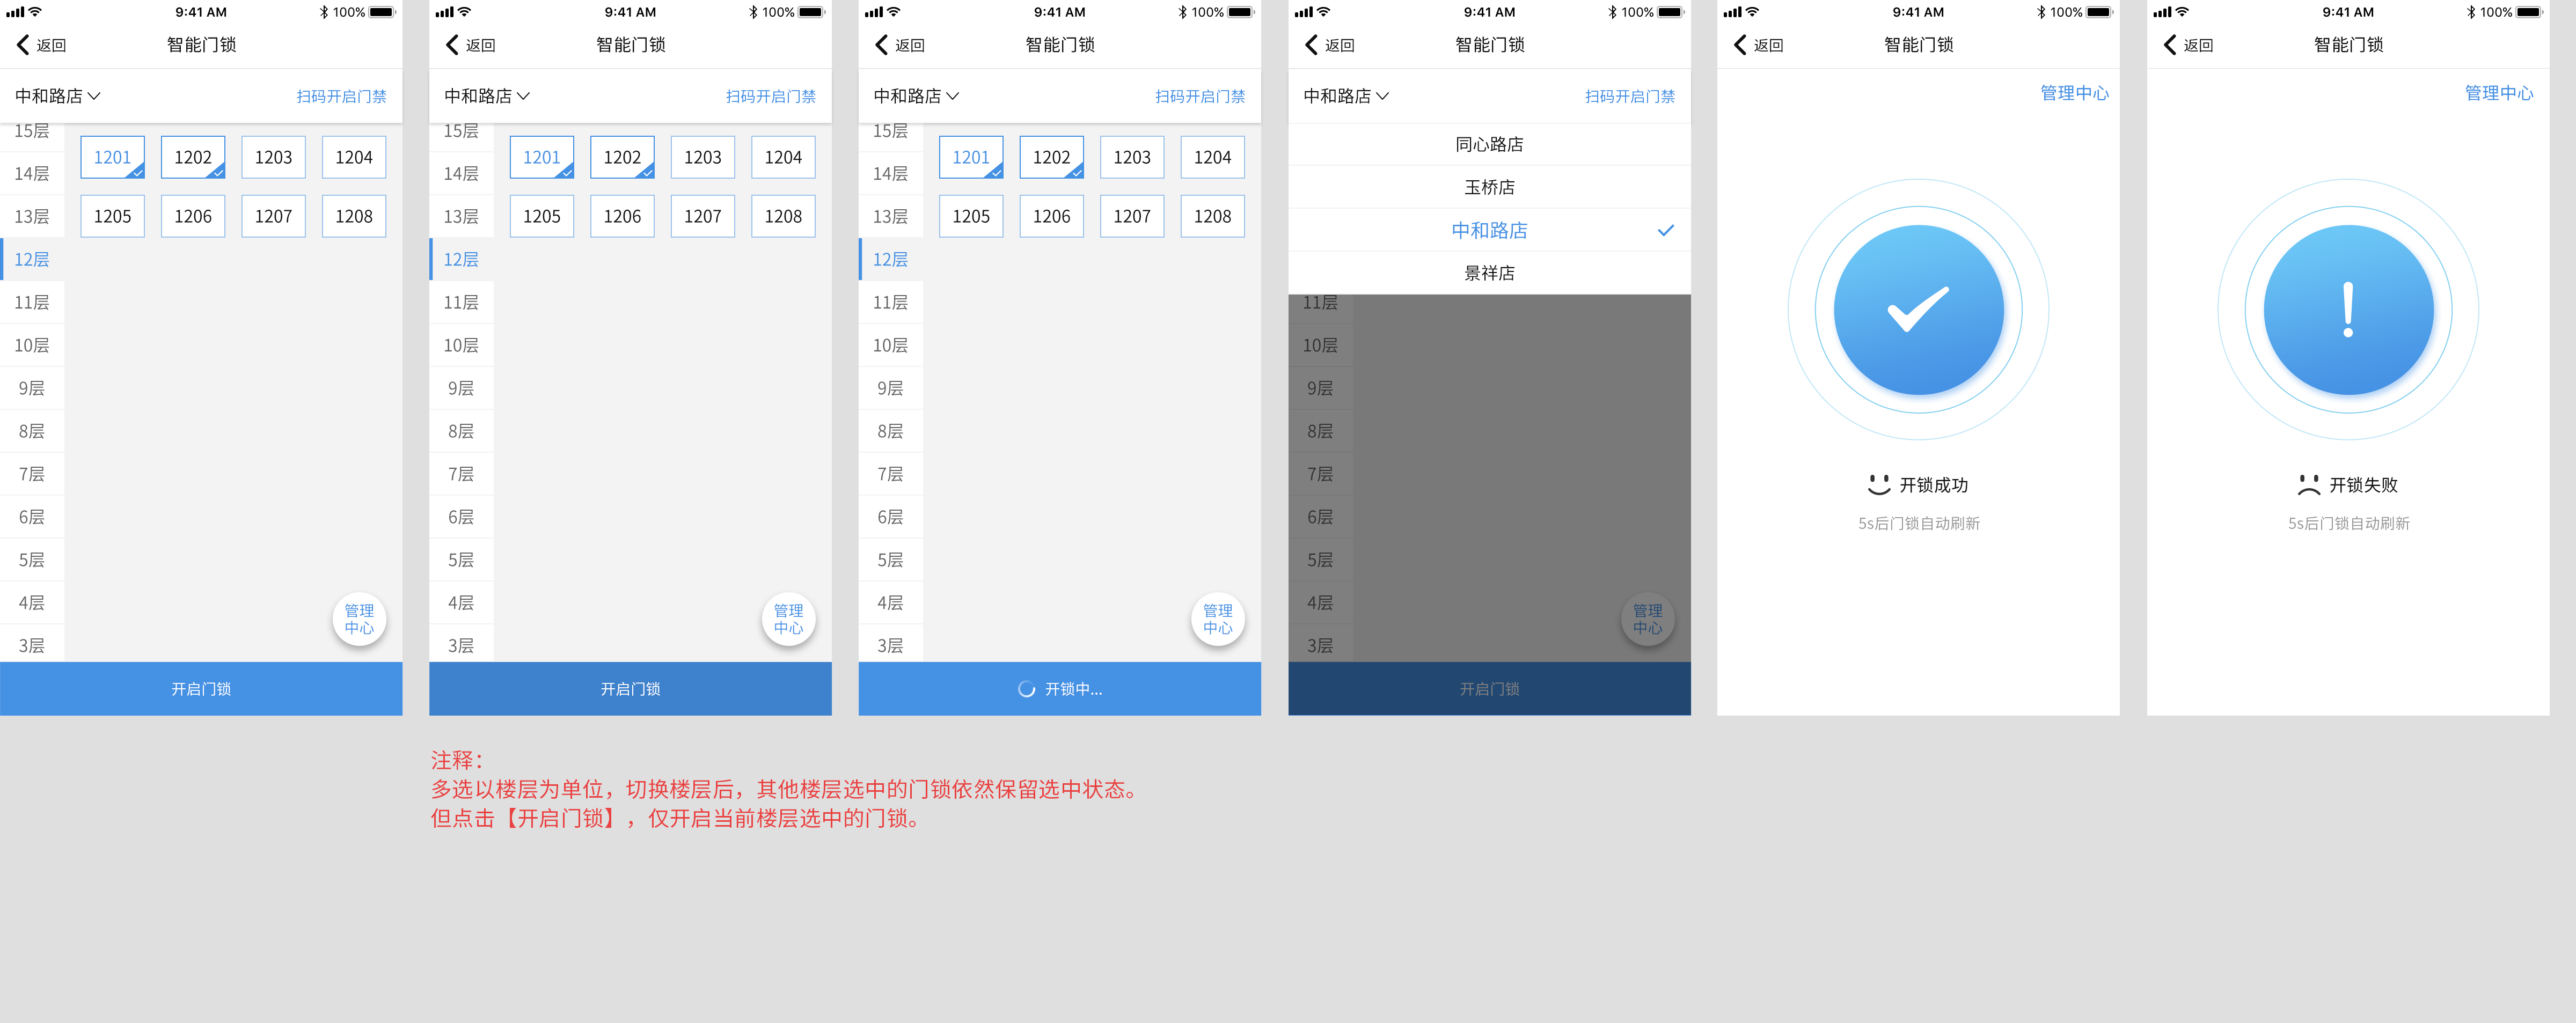 9:41 AM
100%
返回
智能门锁
中和路店
扫码开启门禁
15层
14层
13层
12层
11层
10层
9层
8层
7层
6层
5层
4层
3层
1201
1202
1203
1204
1205
1206
1207
1208
管理
中心
开启门锁
9:41 AM
100%
返回
智能门锁
中和路店
扫码开启门禁
15层
14层
13层
12层
11层
10层
9层
8层
7层
6层
5层
4层
3层
1201
1202
1203
1204
1205
1206
1207
1208
管理
中心
开启门锁
9:41 AM
100%
返回
智能门锁
中和路店
扫码开启门禁
15层
14层
13层
12层
11层
10层
9层
8层
7层
6层
5层
4层
3层
1201
1202
1203
1204
1205
1206
1207
1208
管理
中心
开锁中...
9:41 AM
100%
返回
智能门锁
中和路店
扫码开启门禁
同心路店
玉桥店
中和路店
景祥店
11层
10层
9层
8层
7层
6层
5层
4层
3层
管理
中心
开启门锁
9:41 AM
100%
返回
智能门锁
管理中心
开锁成功
5s后门锁自动刷新
9:41 AM
100%
返回
智能门锁
管理中心
开锁失败
5s后门锁自动刷新
注释：
多选以楼层为单位，切换楼层后，其他楼层选中的门锁依然保留选中状态。
但点击【开启门锁】，仅开启当前楼层选中的门锁。